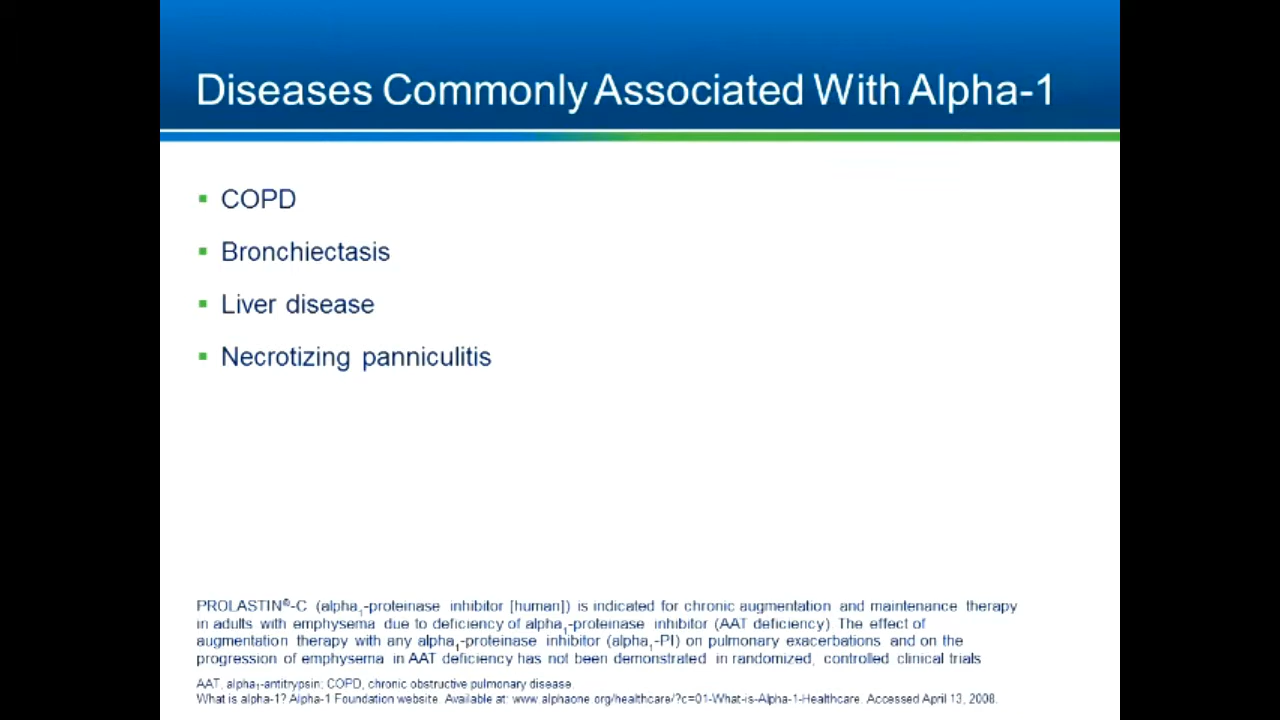 Diseases Commonly Associated With Alpha-1
▪ COPD
▪ Bronchiectasis
▪ Liver disease
▪ Necrotizing panniculitis
PROLASTIN®-C (alpha₁-proteinase inhibitor [human]) is indicated for chronic augmentation and maintenance therapy
in adults with emphysema due to deficiency of alpha₁-proteinase inhibitor (AAT deficiency). The effect of
augmentation therapy with any alpha₁-proteinase inhibitor (alpha₁-PI) on pulmonary exacerbations and on the
progression of emphysema in AAT deficiency has not been demonstrated in randomized, controlled clinical trials
AAT, alpha₁-antitrypsin; COPD, chronic obstructive pulmonary disease
What is alpha-1? Alpha-1 Foundation website. Available at: www.alphaone.org/healthcare/?c=01-What-is-Alpha-1-Healthcare. Accessed April 13, 2008.